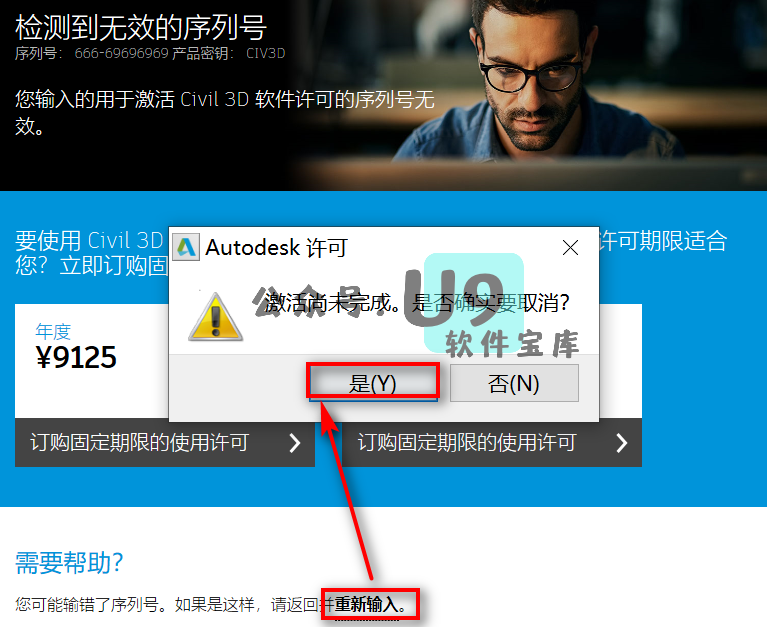 检测到无效的序列号
序列号： 666-69696969 产品密钥： CIV3D
您输入的用于激活 Civil 3D 软件许可的序列号无
效。
要使用 Civil 3D
许可期限适合
您？立即订购固
Autodesk 许可
激活尚未完成。是否确实要取消?
公众号：U9
软件宝库
是(Y)
否(N)
年度
¥9125
订购固定期限的使用许可
订购固定期限的使用许可
需要帮助?
您可能输错了序列号。如果是这样，请返回并重新输入。